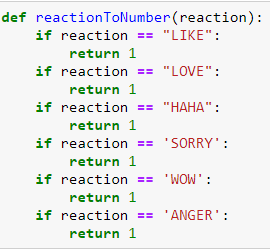 def reactionToNumber(reaction):
    if reaction == "LIKE":
        return 1
    if reaction == "LOVE":
        return 1
    if reaction == "HAHA":
        return 1
    if reaction == 'SORRY':
        return 1
    if reaction == 'WOW':
        return 1
    if reaction == 'ANGER':
        return 1